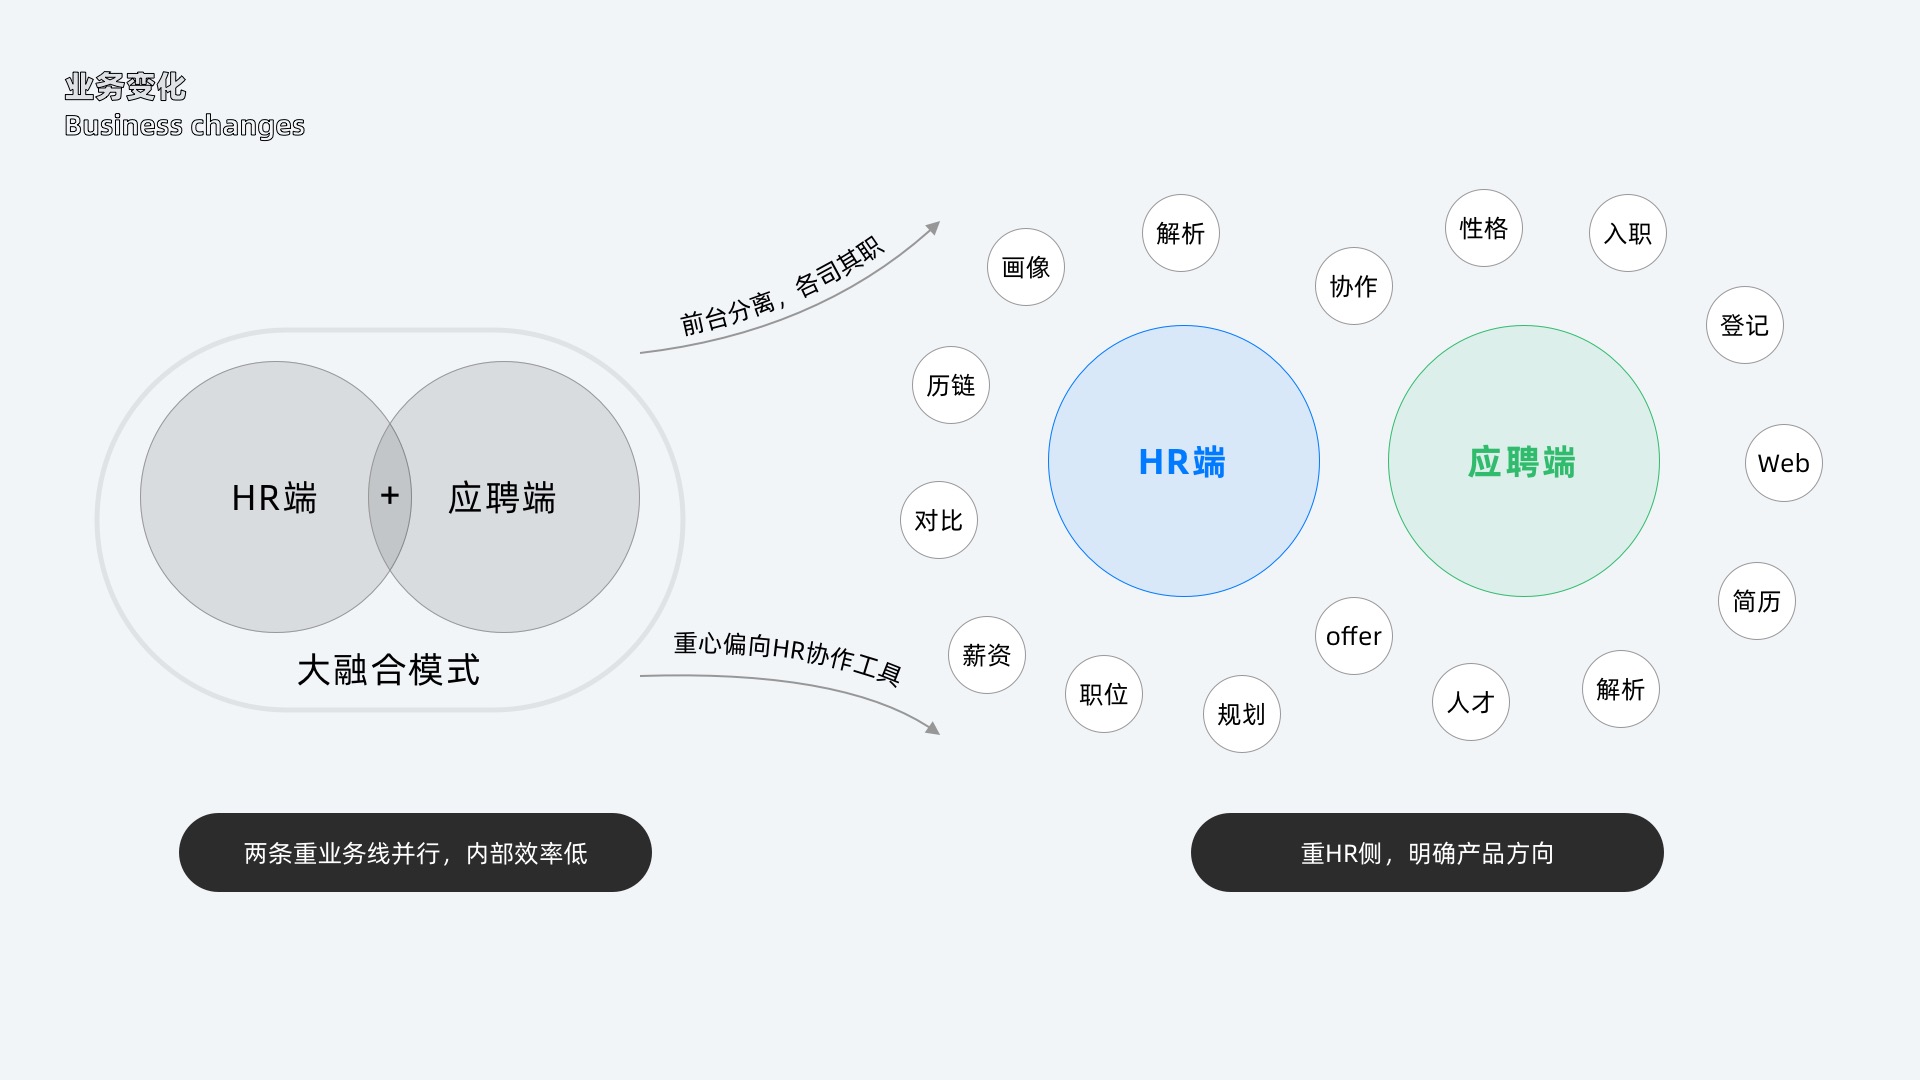 业务变化
Business changes
HR端
+
应聘端
大融合模式
前台分离，各司其职
重心偏向HR协作工具
画像
解析
协作
性格
入职
登记
历链
HR端
应聘端
Web
对比
简历
薪资
职位
规划
offer
人才
解析
两条重业务线并行，内部效率低
重HR侧，明确产品方向